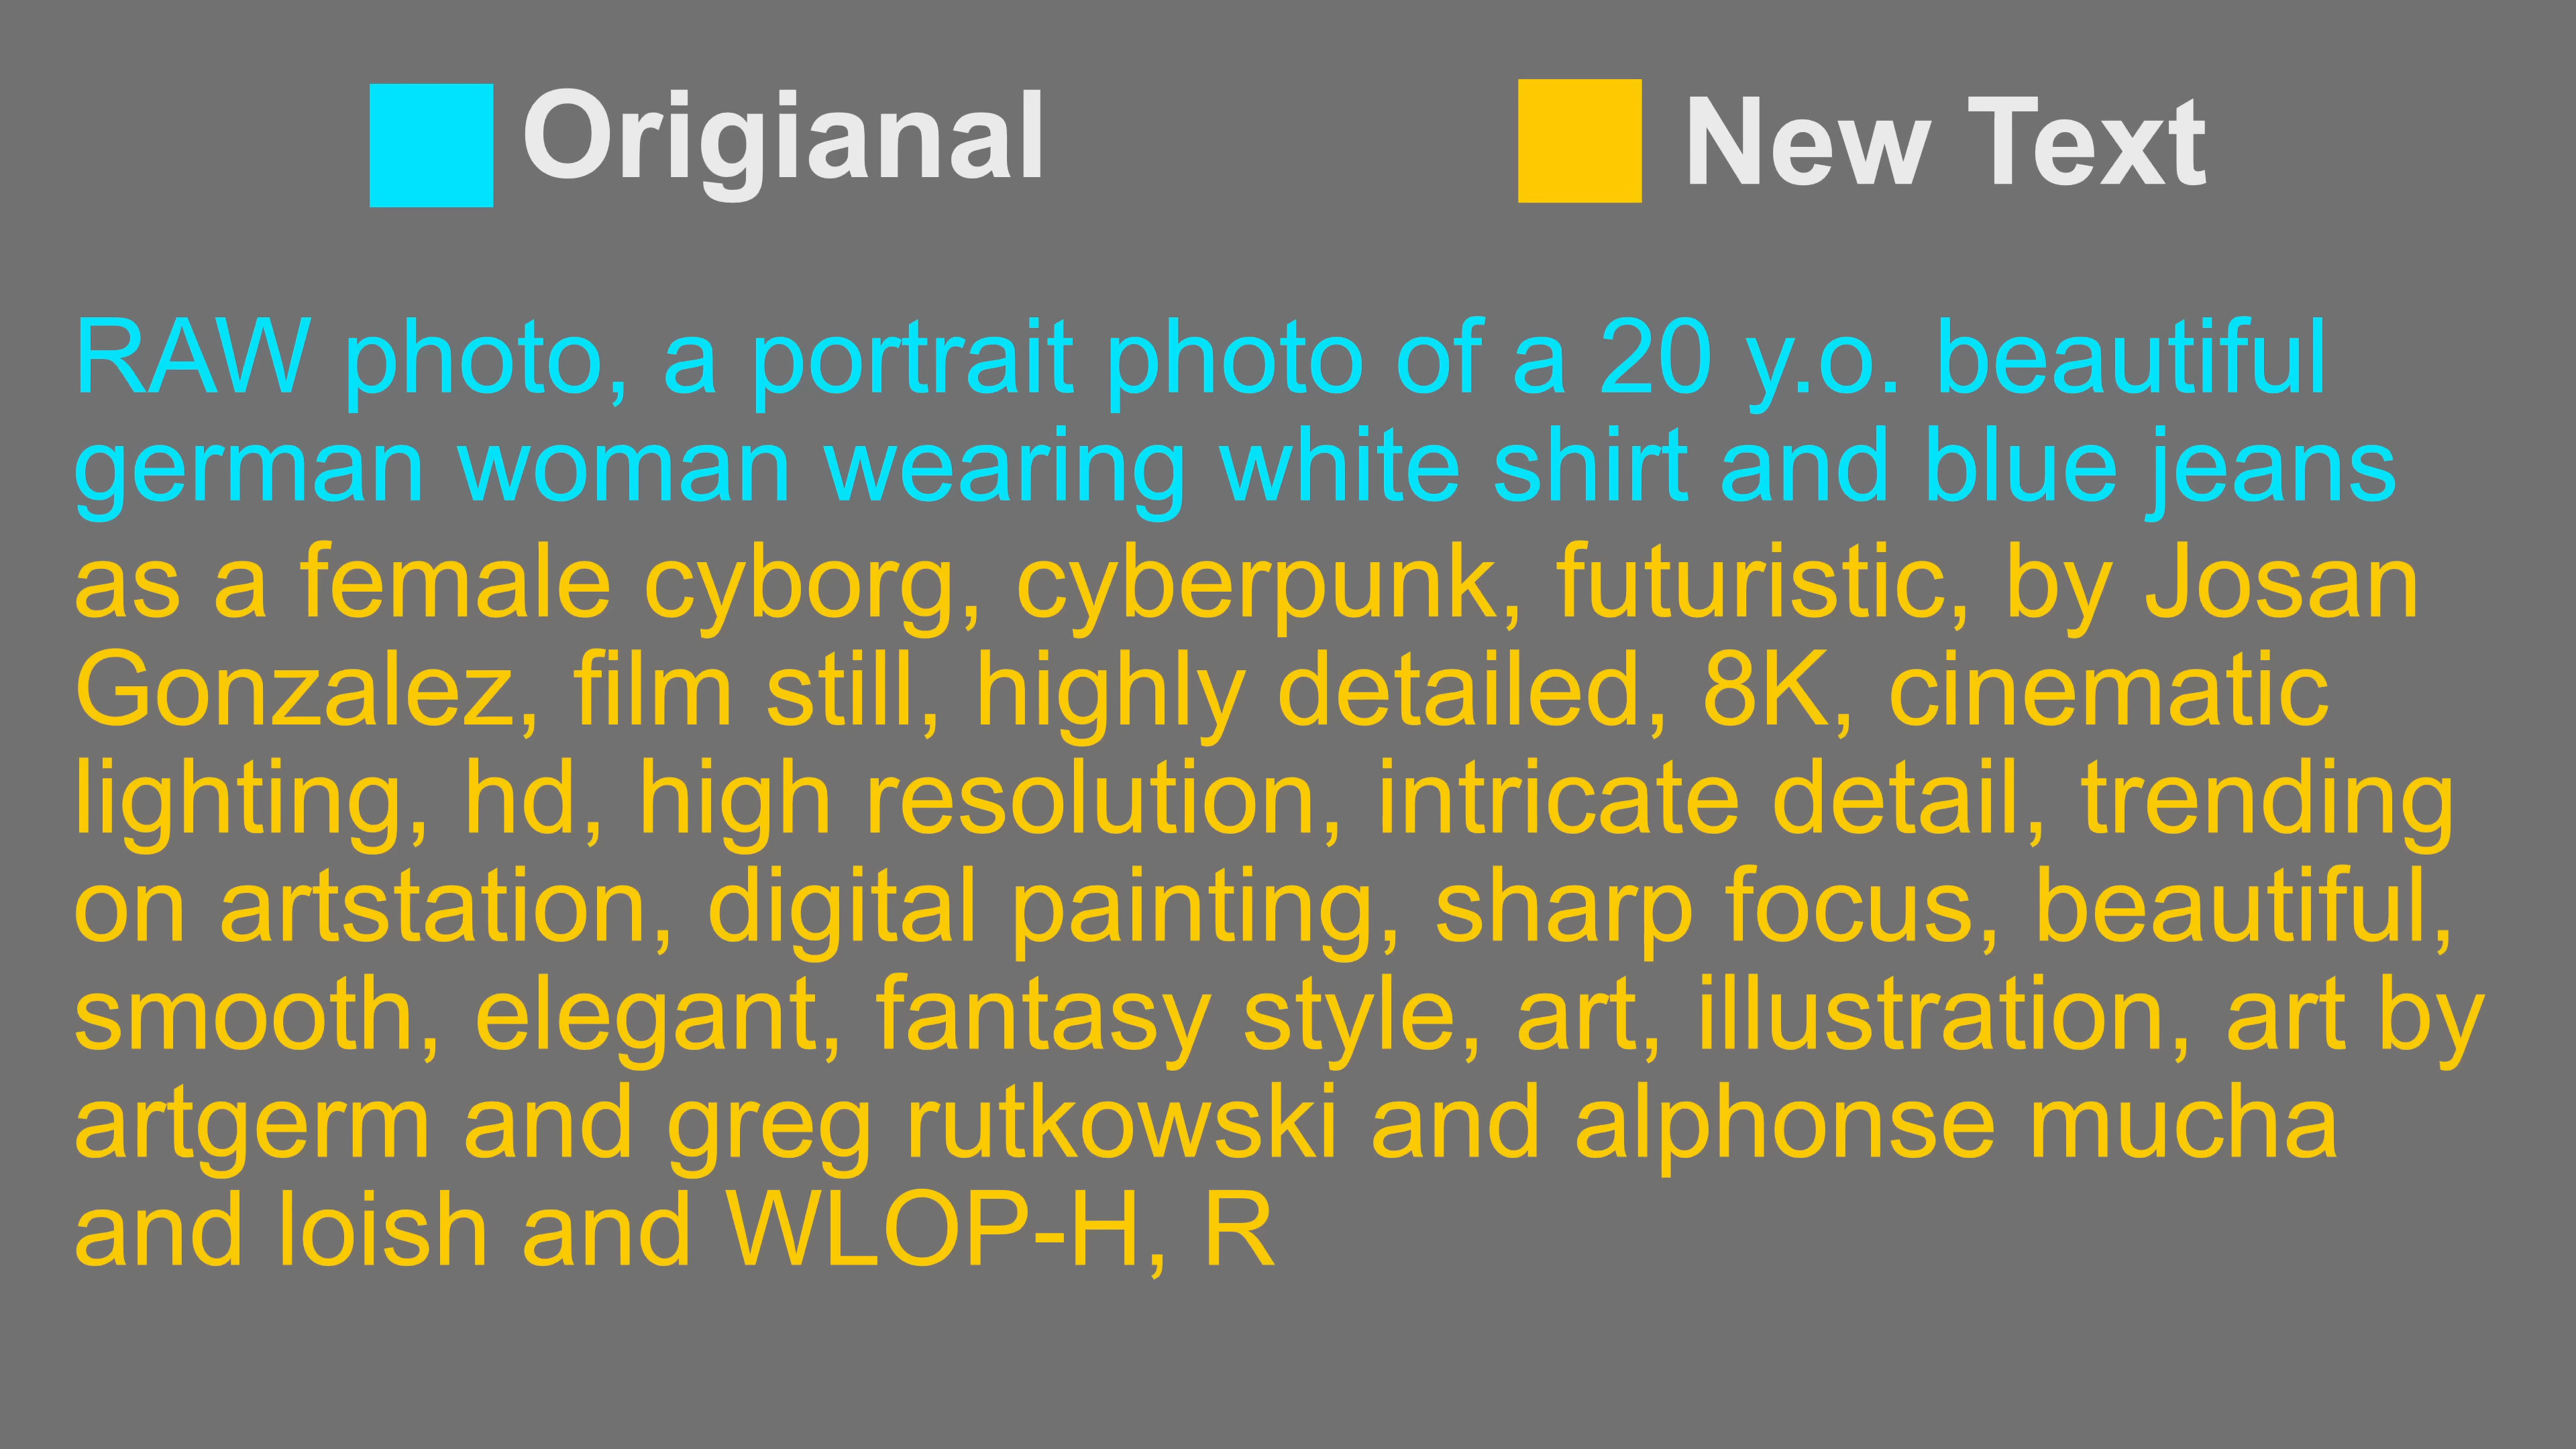 Origianal
New Text
RAW photo, a portrait photo of a 20 y.o. beautiful
german woman wearing white shirt and blue jeans
as a female cyborg, cyberpunk, futuristic, by Josan
Gonzalez, film still, highly detailed, 8K, cinematic
lighting, hd, high resolution, intricate detail, trending
on artstation, digital painting, sharp focus, beautiful,
smooth, elegant, fantasy style, art, illustration, art by
artgerm and greg rutkowski and alphonse mucha
and loish and WLOP-H, R